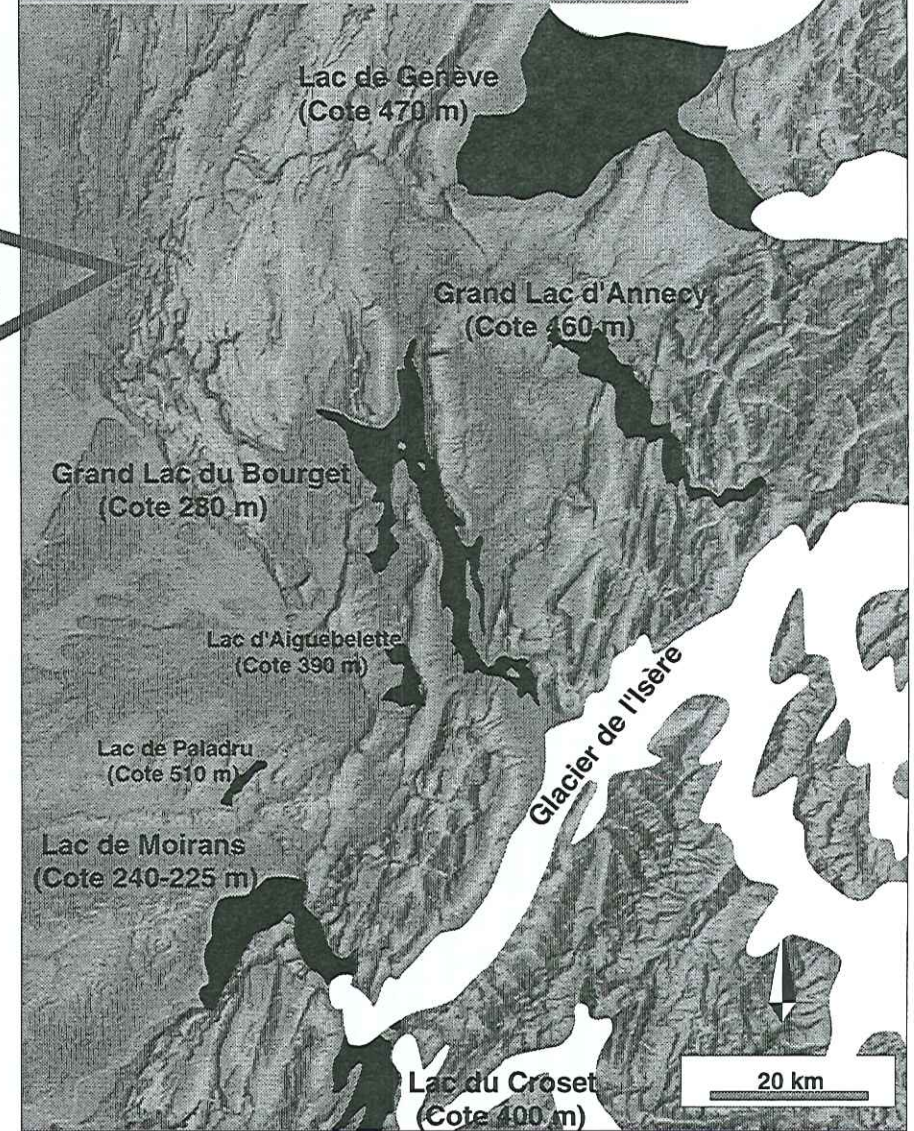 Lac de Genève
(Cote 470 m)
Grand Lac d'Annecy
(Cote 460 m)
Grand Lac du Bourget
(Cote 280 m)
Lac d'Aiguebelette
(Cote 390 m)
Glacier de l'Isère
Lac de Paladru
(Cote 510 m)
Lac de Moirans
(Cote 240-225 m)
Lac du Croset
(Cote 400 m)
20 km